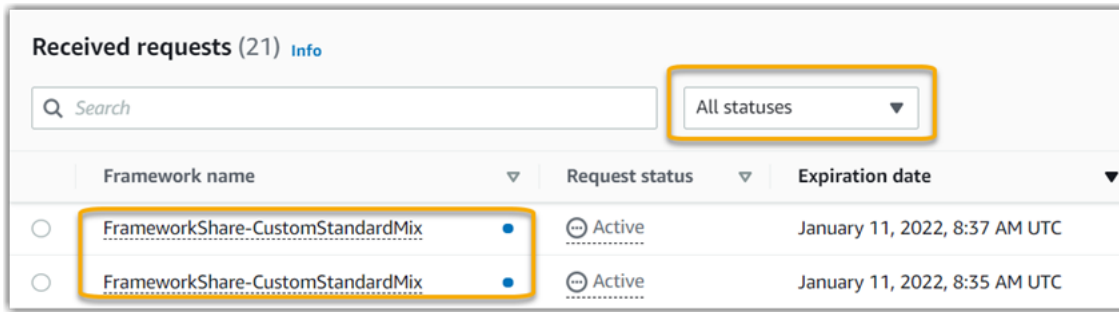 Received requests (21) Info
Search
All statuses
Framework name Request status Expiration date
FrameworkShare-CustomStandardMix Active January 11, 2022, 8:37 AM UTC
FrameworkShare-CustomStandardMix Active January 11, 2022, 8:35 AM UTC